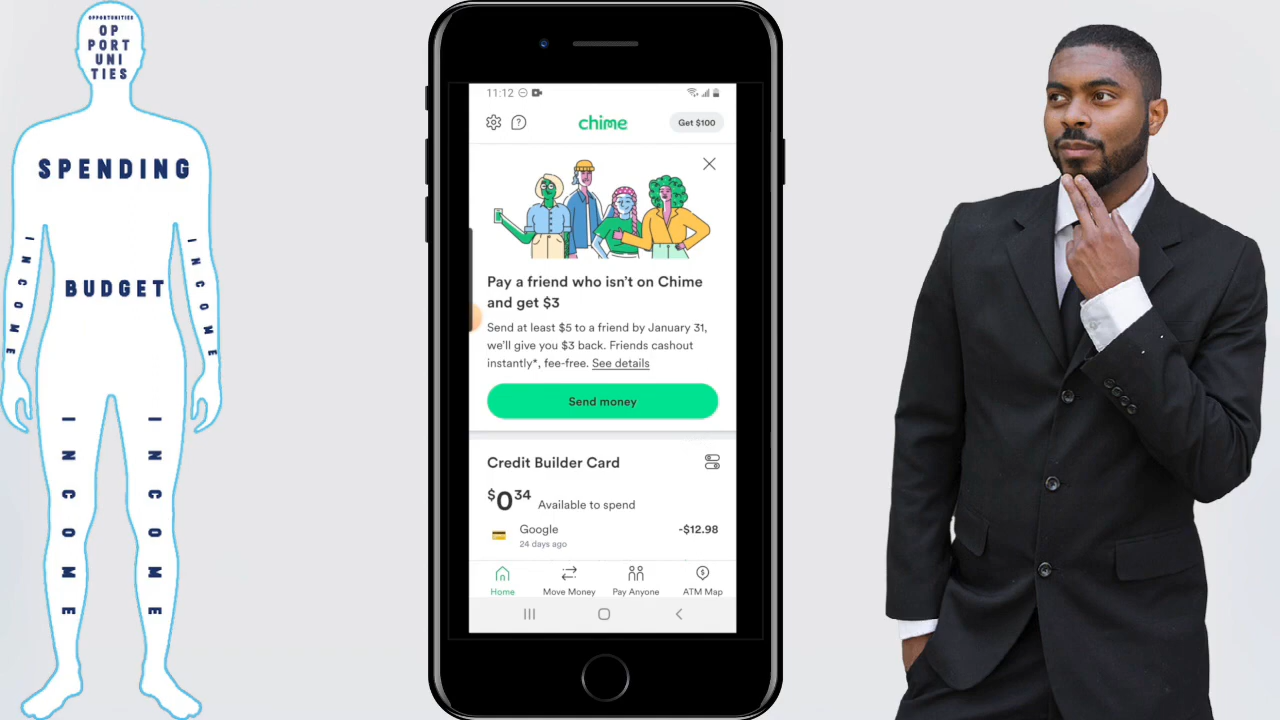 OPPORTUNITIES
OP
PORT
UNI
TIES
SPENDING
BUDGET
INCOME
INCOME
INCOME
INCOME
11:12
chime
Get $100
Pay a friend who isn't on Chime
and get $3
Send at least $5 to a friend by January 31,
we'll give you $3 back. Friends cashout
instantly*, fee-free. See details
Send money
Credit Builder Card
$0.34 Available to spend
Google -$12.98
24 days ago
Home Move Money Pay Anyone ATM Map